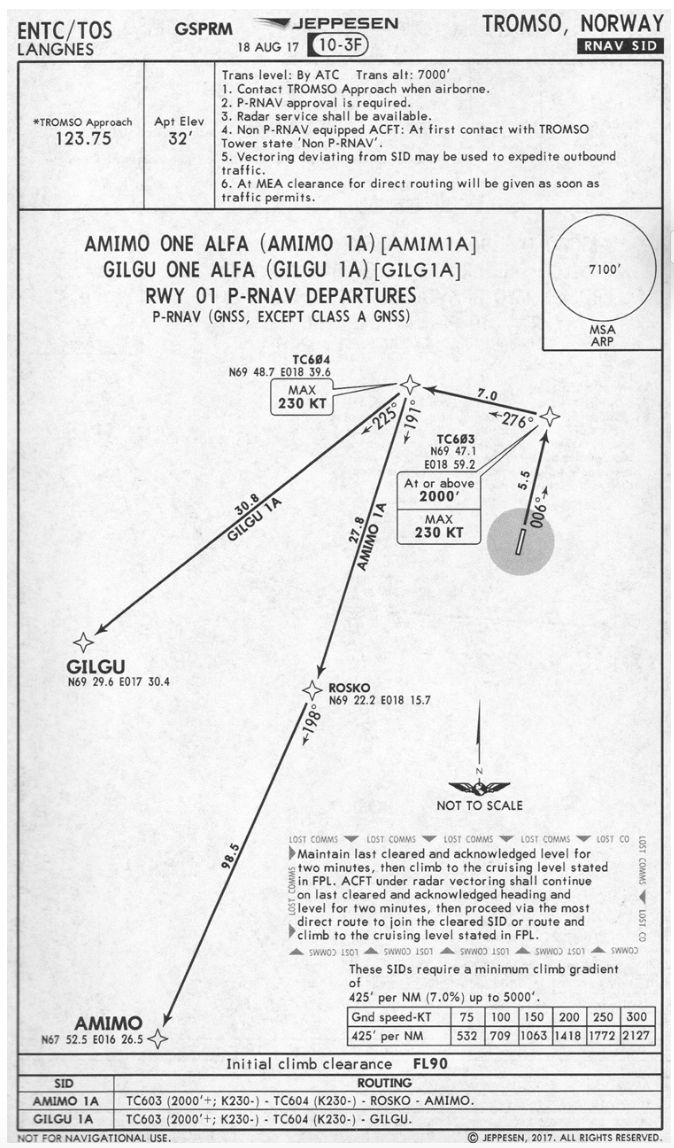 ENTC/TOS
LANGNES
GSPRM
18 AUG 17
JEPPESEN
10-3F
TROMSO, NORWAY
RNAV SID
*TROMSO Approach
123.75
Apt Elev
32'
Trans level: By ATC Trans alt: 7000'
1. Contact TROMSO Approach when airborne.
2. P-RNAV approval is required.
3. Radar service shall be available.
4. Non P-RNAV equipped ACFT: At first contact with TROMSO
Tower state 'Non P-RNAV'.
5. Vectoring deviating from SID may be used to expedite outbound
traffic.
6. At MEA clearance for direct routing will be given as soon as
traffic permits.
AMIMO ONE ALFA (AMIMO 1A) [AMIM1A]
GILGU ONE ALFA (GILGU 1A) [GILG1A]
RWY 01 P-RNAV DEPARTURES
P-RNAV (GNSS, EXCEPT CLASS A GNSS)
7100'
MSA
ARP
TC604
N69 48.7 E018 39.6
MAX
230 KT
7.0
276°
225°
191°
TC603
N69 47.1
E018 59.2
At or above
2000'
MAX
230 KT
5.5
006°
30.8
GILGU 1A
27.8
AMIMO 1A
GILGU
N69 29.6 E017 30.4
ROSKO
N69 22.2 E018 15.7
198°
98.5
N
NOT TO SCALE
LOST COMMS LOST COMMS LOST COMMS LOST COMMS LOST CO
LOST COMMS
LOST CO
LOST COMMS
Maintain last cleared and acknowledged level for
two minutes, then climb to the cruising level stated
in FPL. ACFT under radar vectoring shall continue
on last cleared and acknowledged heading and
level for two minutes, then proceed via the most
direct route to join the cleared SID or route and
climb to the cruising level stated in FPL.
LOST COMMS LOST COMMS LOST COMMS LOST COMMS COMMS
These SIDs require a minimum climb gradient
of
425' per NM (7.0%) up to 5000'.
Gnd speed-KT 75 100 150 200 250 300
425' per NM 532 709 1063 1418 1772 2127
AMIMO
N67 52.5 E016 26.5
Initial climb clearance FL90
SID ROUTING
AMIMO 1A TC603 (2000'+; K230-) - TC604 (K230-) - ROSKO - AMIMO.
GILGU 1A TC603 (2000'+; K230-) - TC604 (K230-) - GILGU.
NOT FOR NAVIGATIONAL USE.
© JEPPESEN, 2017. ALL RIGHTS RESERVED.